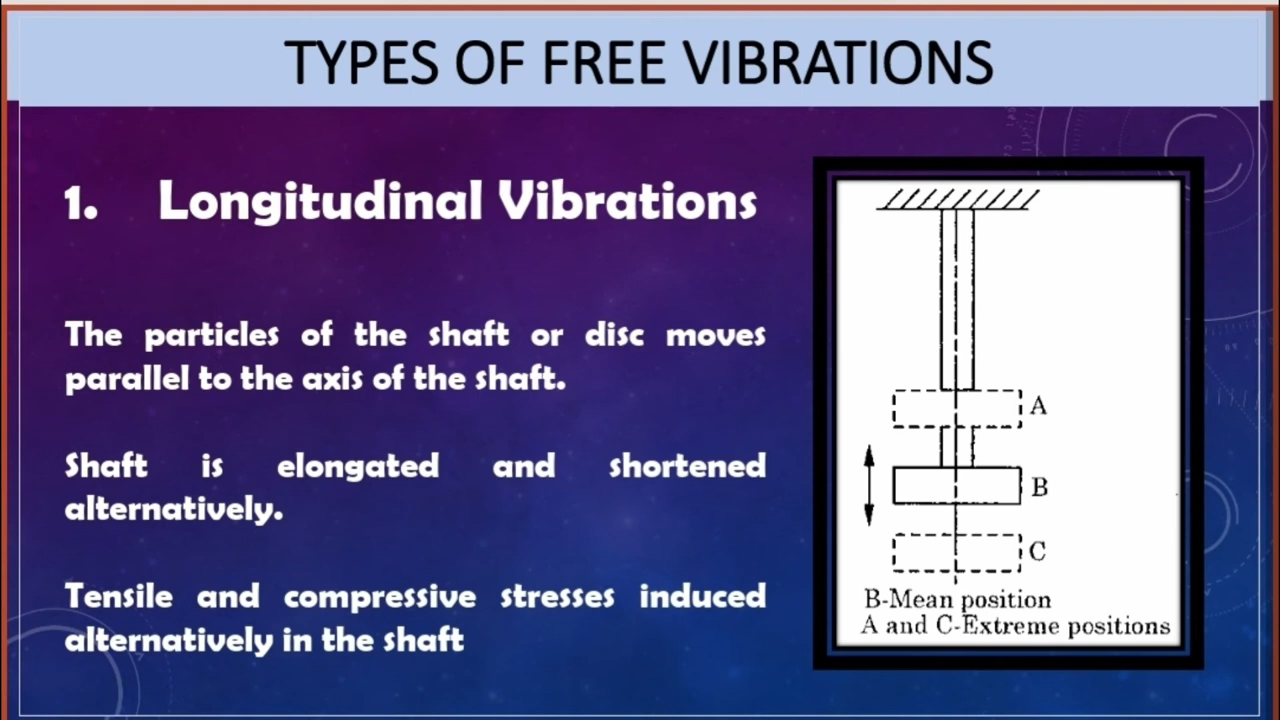 TYPES OF FREE VIBRATIONS
1. Longitudinal Vibrations
The particles of the shaft or disc moves
parallel to the axis of the shaft.
Shaft is elongated and shortened
alternatively.
Tensile and compressive stresses induced
alternatively in the shaft
A
B
C
B-Mean position
A and C-Extreme positions